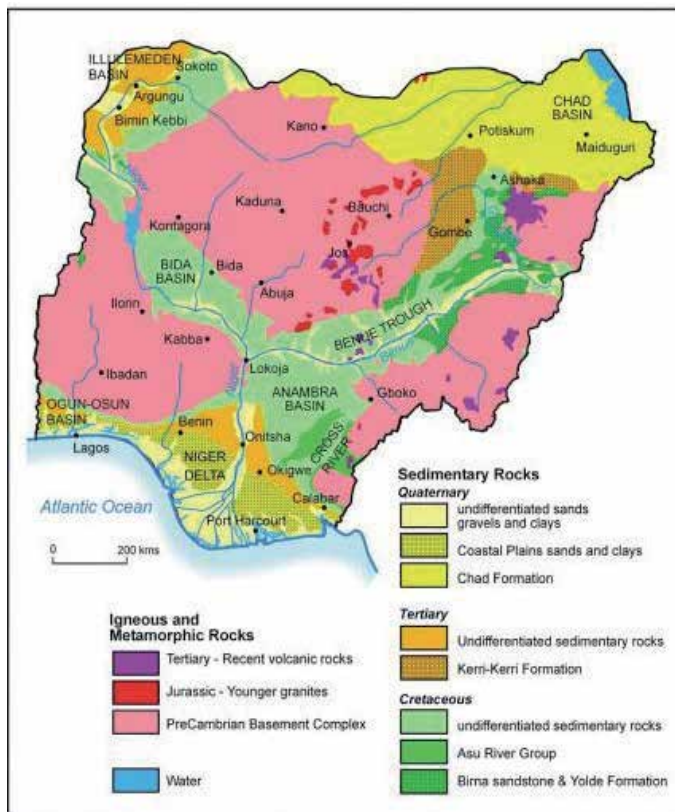 ILLULEMEDEN
BASIN
Sokoto
Argungu
Birnin Kebbi
Kano
CHAD
BASIN
Potiskum
Maiduguri
Ashaka
Niger
Kaduna
Bauchi
Kontagora
Gombe
Jos
BIDA
BASIN
Bida
Abuja
Ilorin
BENUE TROUGH
Kabba
Benue
Lokoja
Ibadan
Niger
ANAMBRA
BASIN
Gboko
OGUN-OSUN
BASIN
Benin
Onitsha
CROSS
RIVER
Lagos
NIGER
DELTA
Okigwe
Calabar
Port Harcourt
Atlantic Ocean
0 200 kms
Sedimentary Rocks
Quaternary
undifferentiated sands
gravels and clays
Coastal Plains sands and clays
Chad Formation
Tertiary
Undifferentiated sedimentary rocks
Kerri-Kerri Formation
Cretaceous
undifferentiated sedimentary rocks
Asu River Group
Birna sandstone & Yolde Formation
Igneous and
Metamorphic Rocks
Tertiary - Recent volcanic rocks
Jurassic - Younger granites
PreCambrian Basement Complex
Water